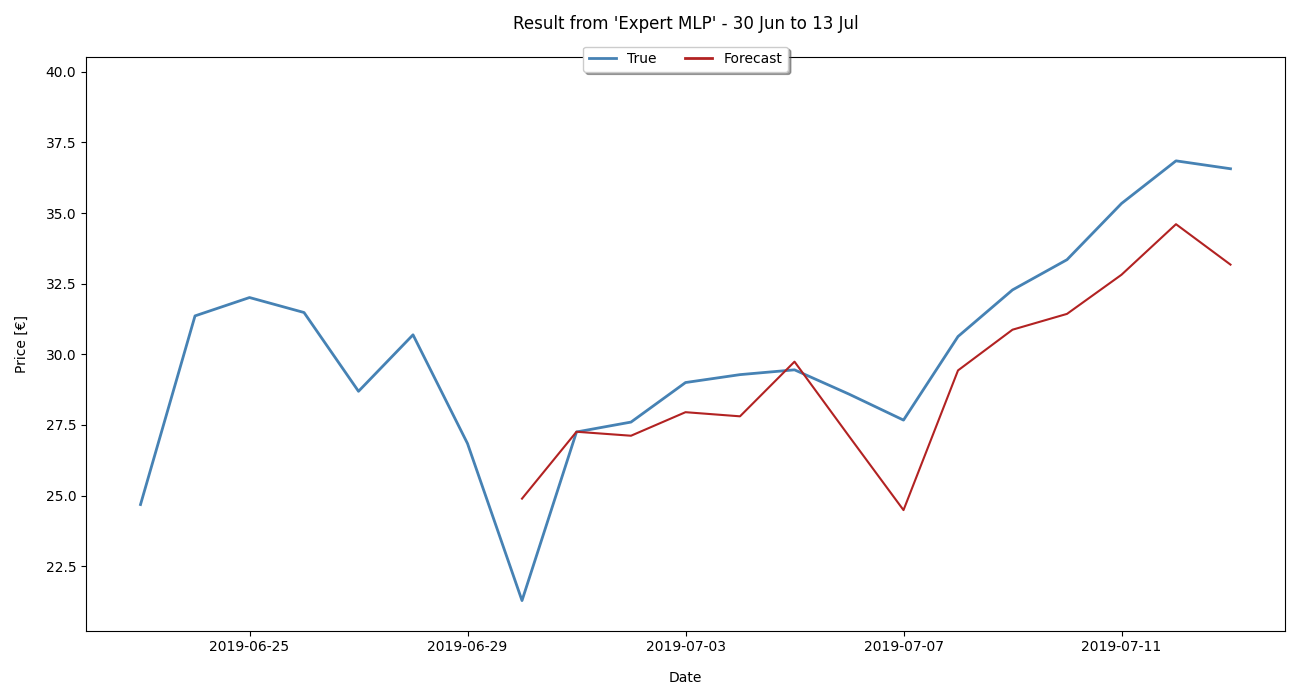 Result from 'Expert MLP' - 30 Jun to 13 Jul
True Forecast
40.0
37.5
35.0
32.5
30.0
27.5
25.0
22.5
Price [€]
2019-06-25 2019-06-29 2019-07-03 2019-07-07 2019-07-11
Date